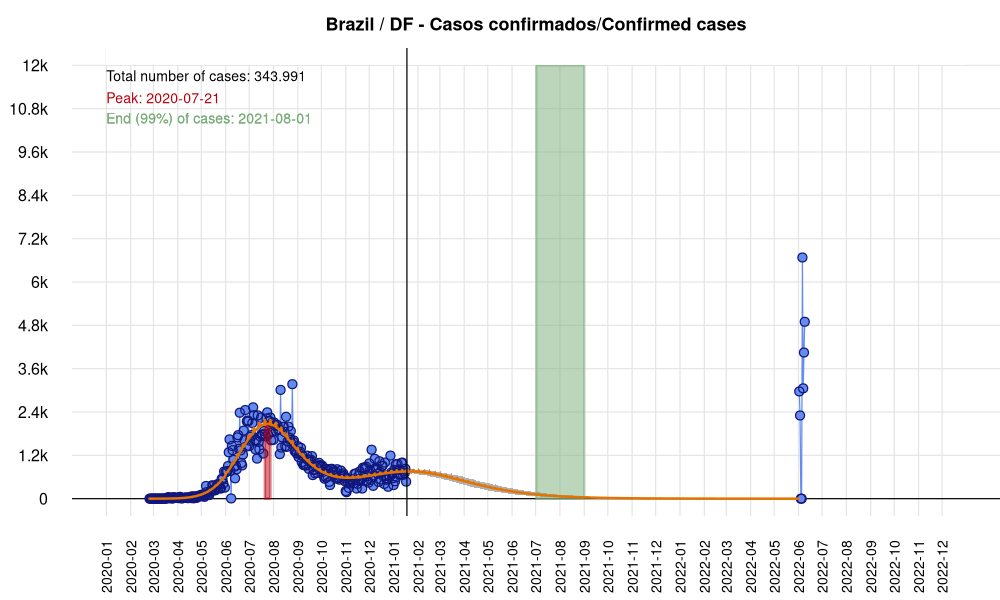 Brazil / DF - Casos confirmados/Confirmed cases
Total number of cases: 343.991
Peak: 2020-07-21
End (99%) of cases: 2021-08-01
12k
10.8k
9.6k
8.4k
7.2k
6k
4.8k
3.6k
2.4k
1.2k
0
2020-01
2020-02
2020-03
2020-04
2020-05
2020-06
2020-07
2020-08
2020-09
2020-10
2020-11
2020-12
2021-01
2021-02
2021-03
2021-04
2021-05
2021-06
2021-07
2021-08
2021-09
2021-10
2021-11
2021-12
2022-01
2022-02
2022-03
2022-04
2022-05
2022-06
2022-07
2022-08
2022-09
2022-10
2022-11
2022-12